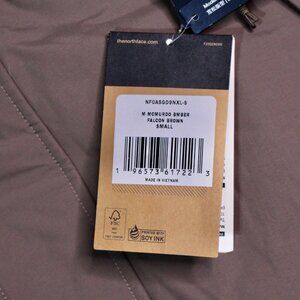 thenorthface.com
NF0A5GD9NXL-S
M MCMURDO BMBER
FALCON BROWN
SMALL
1 96573 61722 3
MADE IN VIETNAM
FSC
PRINTED WITH
SOY INK